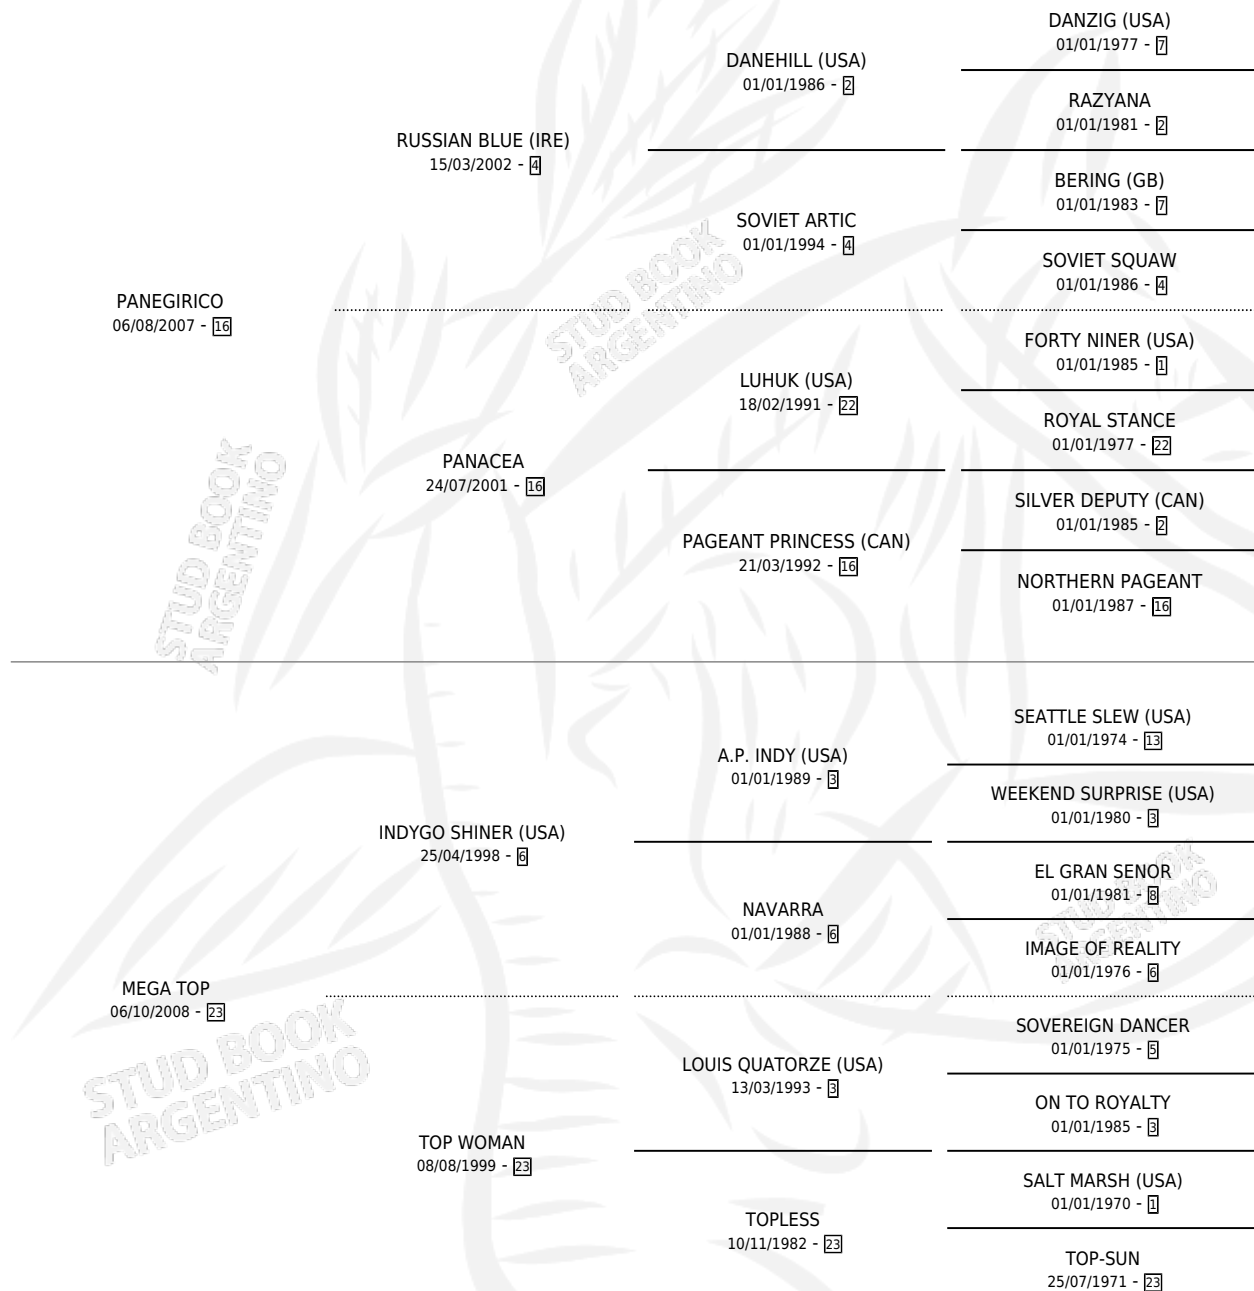 DANZIG (USA)
01/01/1977 - 7
DANEHILL (USA)
01/01/1986 - 2
RAZYANA
01/01/1981 - 2
RUSSIAN BLUE (IRE)
15/03/2002 - 4
BERING (GB)
01/01/1983 - 7
SOVIET ARTIC
01/01/1994 - 4
SOVIET SQUAW
01/01/1986 - 4
PANEGIRICO
06/08/2007 - 16
STUD BOOK
ARGENTINO
FORTY NINER (USA)
01/01/1985 - 1
LUHUK (USA)
18/02/1991 - 22
ROYAL STANCE
01/01/1977 - 22
PANACEA
24/07/2001 - 16
SILVER DEPUTY (CAN)
01/01/1985 - 2
PAGEANT PRINCESS (CAN)
21/03/1992 - 16
NORTHERN PAGEANT
01/01/1987 - 16
STUD BOOK
ARGENTINO
SEATTLE SLEW (USA)
01/01/1974 - 13
A.P. INDY (USA)
01/01/1989 - 3
WEEKEND SURPRISE (USA)
01/01/1980 - 3
INDYGO SHINER (USA)
25/04/1998 - 6
EL GRAN SENOR
01/01/1981 - 8
NAVARRA
01/01/1988 - 6
STUD BOOK
ARGENTINO
IMAGE OF REALITY
01/01/1976 - 6
MEGA TOP
06/10/2008 - 23
SOVEREIGN DANCER
01/01/1975 - 5
LOUIS QUATORZE (USA)
13/03/1993 - 3
ON TO ROYALTY
01/01/1985 - 3
STUD BOOK
ARGENTINO
TOP WOMAN
08/08/1999 - 23
SALT MARSH (USA)
01/01/1970 - 1
TOPLESS
10/11/1982 - 23
TOP-SUN
25/07/1971 - 23